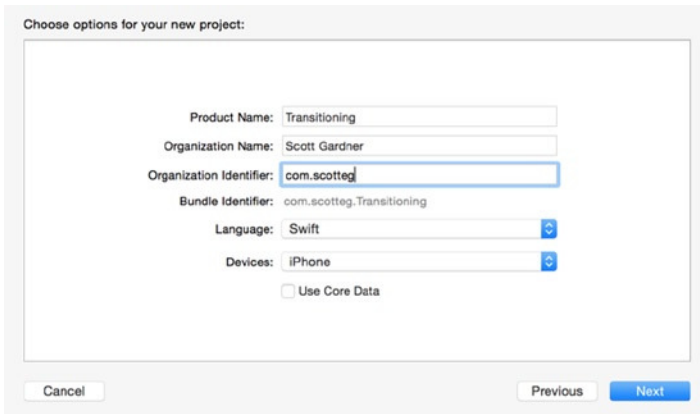 Choose options for your new project:
Product Name: Transitioning
Organization Name: Scott Gardner
Organization Identifier: com.scotteg
Bundle Identifier: com.scotteg.Transitioning
Language: Swift
Devices: iPhone
Use Core Data
Cancel Previous Next